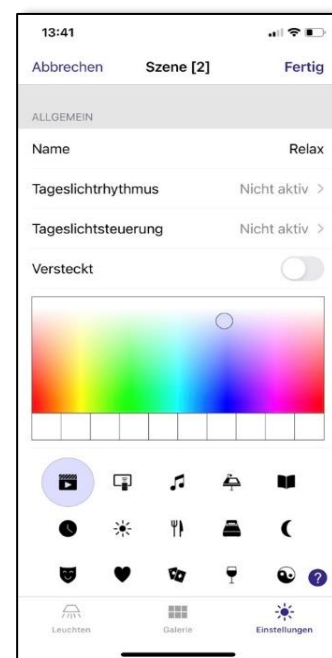 13:41
Abbrechen Szene [2] Fertig
ALLGEMEIN
Name Relax
Tageslichtrhythmus Nicht aktiv >
Tageslichtsteuerung Nicht aktiv >
Versteckt
?
Leuchten Galerie Einstellungen